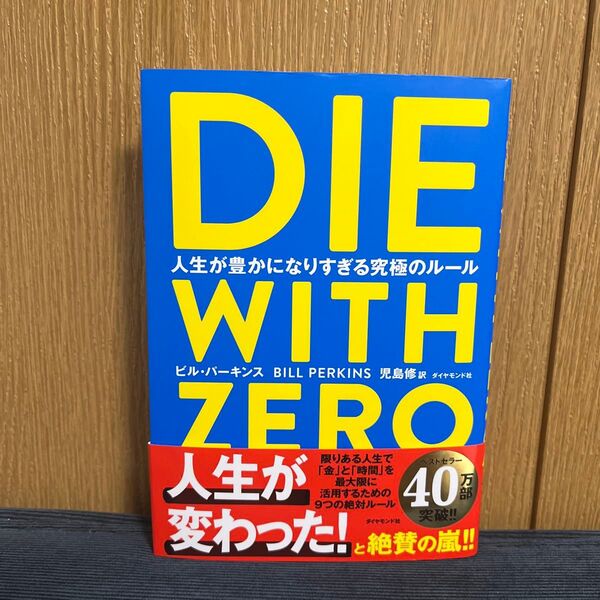 DIE
人生が豊かになりすぎる究極のルール
WITH
ビル・パーキンス BILL PERKINS 児島修 訳 ダイヤモンド社
ZERO
人生が
変わった!
と絶賛の嵐!!
限りある人生で
「金」と「時間」を
最大限に
活用するための
9つの絶対ルール
ダイヤモンド社
ベストセラー
40万部
突破!!